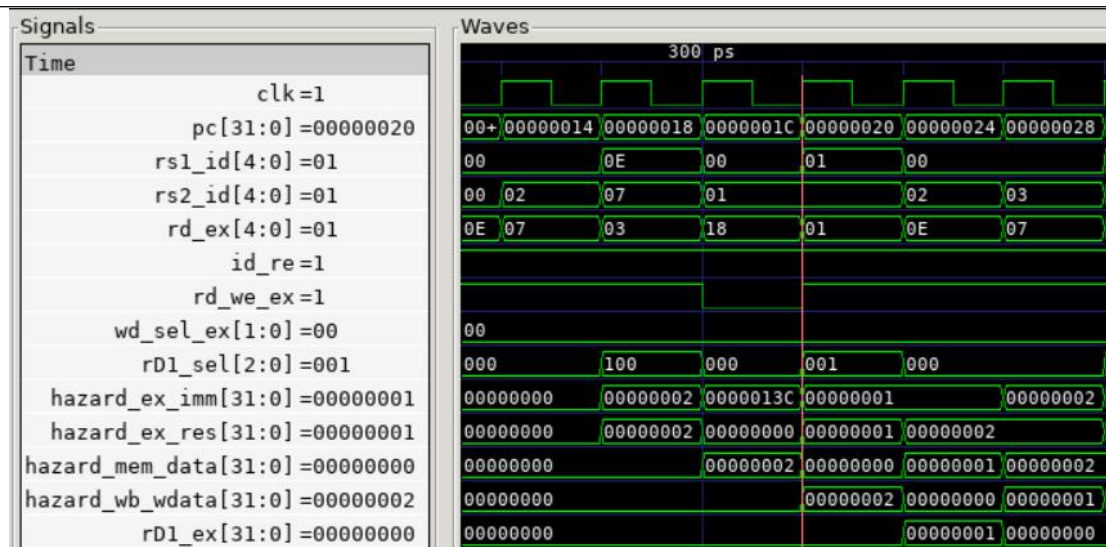 Signals Waves
Time 300 ps
clk=1
pc[31:0]=00000020 00+ 00000014 00000018 0000001C 00000020 00000024 00000028
rs1_id[4:0]=01 00 0E 00 01 00
rs2_id[4:0]=01 00 02 07 01 02 03
rd_ex[4:0]=01 0E 07 03 18 01 0E 07
id_re=1
rd_we_ex=1
wd_sel_ex[1:0]=00 00
rD1_sel[2:0]=001 000 100 000 001 000
hazard_ex_imm[31:0]=00000001 00000000 00000002 0000013C 00000001 00000002
hazard_ex_res[31:0]=00000001 00000000 00000002 00000000 00000001 00000002
hazard_mem_data[31:0]=00000000 00000000 00000002 00000000 00000001 00000002
hazard_wb_wdata[31:0]=00000002 00000000 00000002 00000000 00000001
rD1_ex[31:0]=00000000 00000000 00000001 00000000